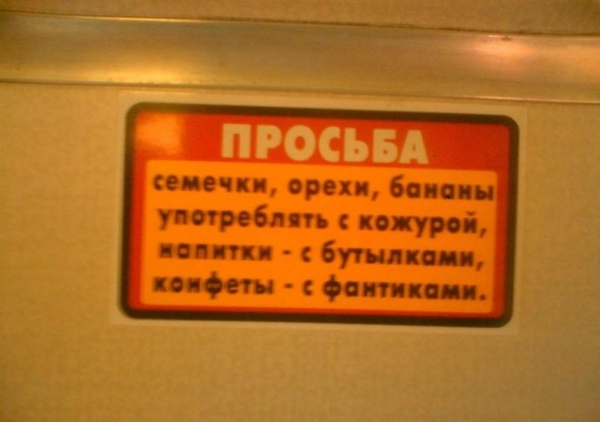 ПРОСЬБА
семечки, орехи, бананы
употреблять с кожурой,
напитки - с бутылками,
конфеты - с фантиками.